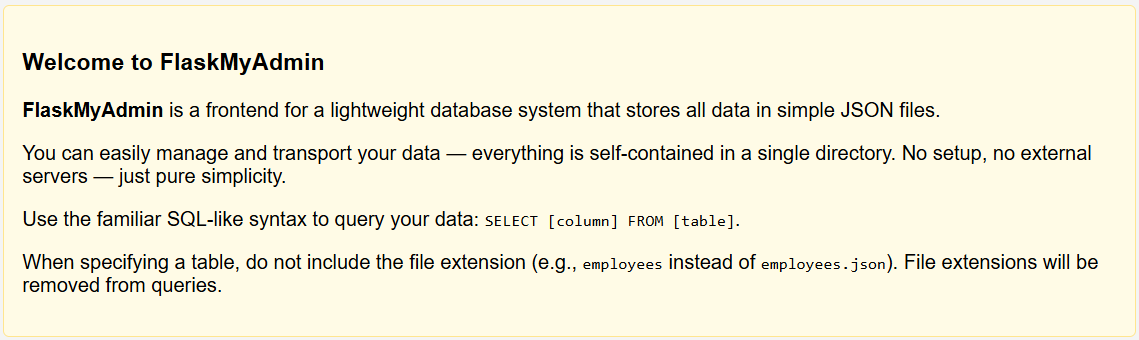 Welcome to FlaskMyAdmin
FlaskMyAdmin is a frontend for a lightweight database system that stores all data in simple JSON files.
You can easily manage and transport your data — everything is self-contained in a single directory. No setup, no external
servers — just pure simplicity.
Use the familiar SQL-like syntax to query your data: SELECT [column] FROM [table].
When specifying a table, do not include the file extension (e.g., employees instead of employees.json). File extensions will be
removed from queries.